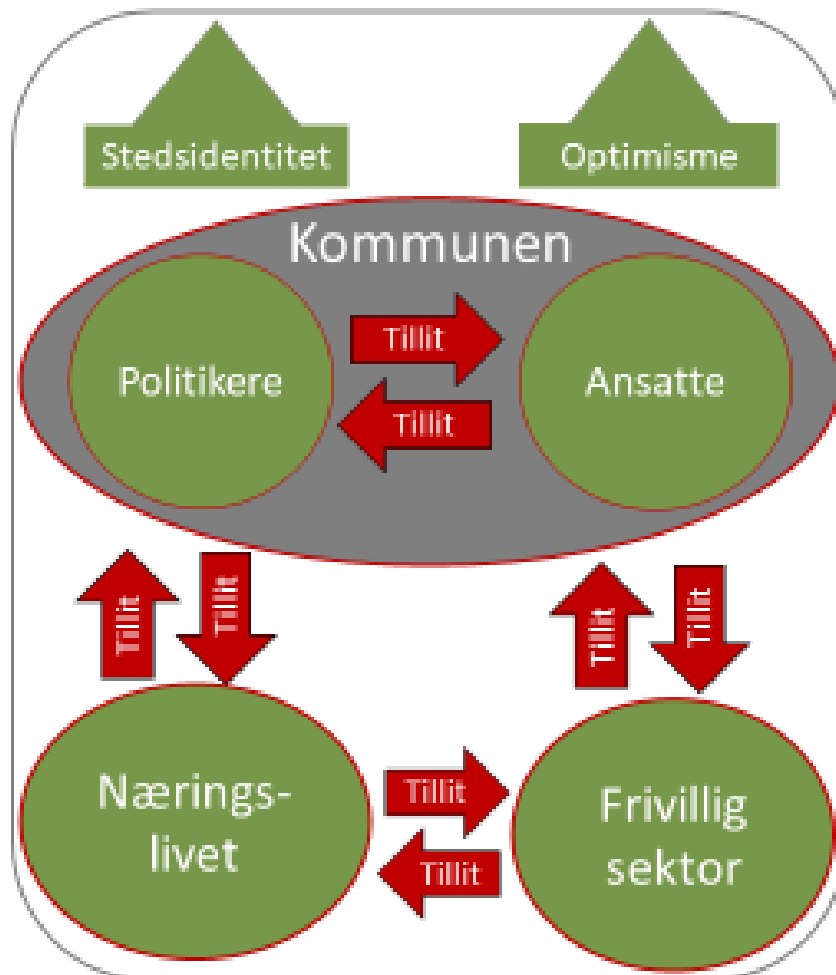 Stedsidentitet
Optimisme
Kommunen
Politikere
Tillit
Tillit
Ansatte
Tillit
Tillit
Tillit
Tillit
Nærings-
livet
Tillit
Tillit
Frivillig
sektor